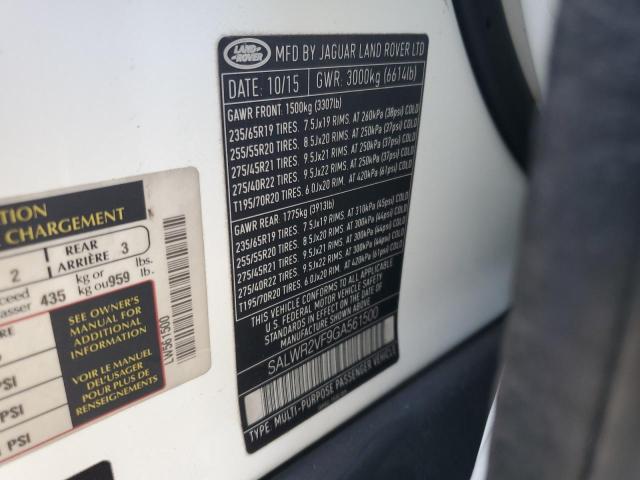 LAND
ROVER
MFD BY JAGUAR LAND ROVER LTD
DATE: 10/15 GWR: 3000kg (6614lb)
GAWR FRONT: 1500kg (3307lb)
235/65R19 TIRES, 7.5Jx19 RIMS, AT 260kPa (38psi) COLD
255/55R20 TIRES, 8.5Jx20 RIMS, AT 250kPa (37psi) COLD
275/45R21 TIRES, 9.5Jx21 RIMS, AT 250kPa (37psi) COLD
275/40R22 TIRES, 9.5Jx22 RIMS, AT 250kPa (37psi) COLD
T195/70R20 TIRES, 6.0Jx20 RIM, AT 420kPa (61psi) COLD
GAWR REAR: 1775kg (3913lb)
235/65R19 TIRES, 7.5Jx19 RIMS, AT 310kPa (45psi) COLD
255/55R20 TIRES, 8.5Jx20 RIMS, AT 300kPa (44psi) COLD
275/45R21 TIRES, 9.5Jx21 RIMS, AT 300kPa (44psi) COLD
275/40R22 TIRES, 9.5Jx22 RIMS, AT 300kPa (44psi) COLD
T195/70R20 TIRES, 6.0Jx20 RIM, AT 420kPa (61psi) COLD
THIS VEHICLE CONFORMS TO ALL APPLICABLE
U.S. FEDERAL MOTOR VEHICLE SAFETY
STANDARDS IN EFFECT ON THE DATE OF
MANUFACTURE SHOWN ABOVE.
SALWR2VF9GA561500
TYPE: MULTI-PURPOSE PASSENGER VEHICLE
CHARGEMENT
2 REAR ARRIÈRE 3
435 kg or kg ou 959 lbs. lb.
SEE OWNER'S
MANUAL FOR
ADDITIONAL
INFORMATION
VOIR LE MANUEL
DE L'USAGER
POUR PLUS DE
RENSEIGNEMENTS
PSI
PSI
PSI
LW561500